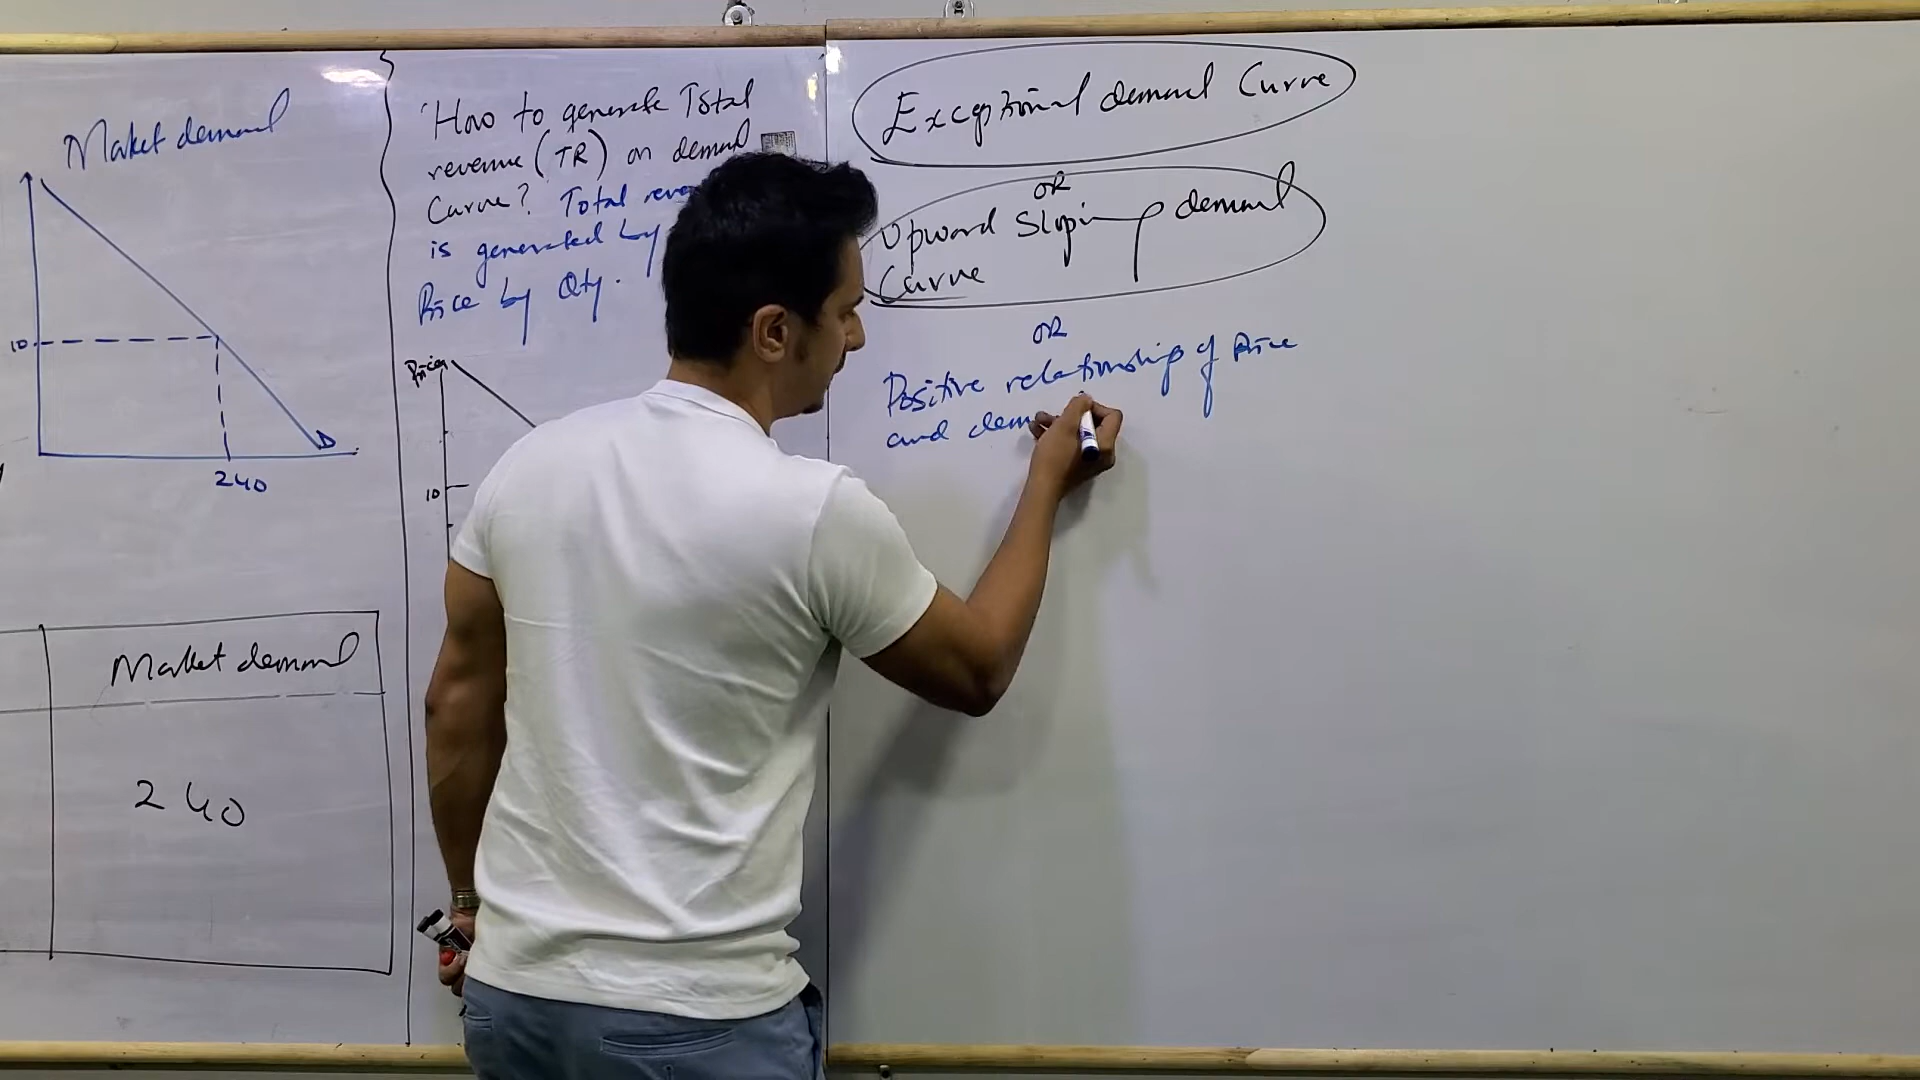 Market demand
10
D
240
Market demand
240
How to generate Total
revenue (TR) on demand
Curve? Total
is generated by
Price by Qty.
Price
10
Exceptional demand Curve
OR
Upward Sloping demand
Curve
OR
Positive relationship of Price
and dem